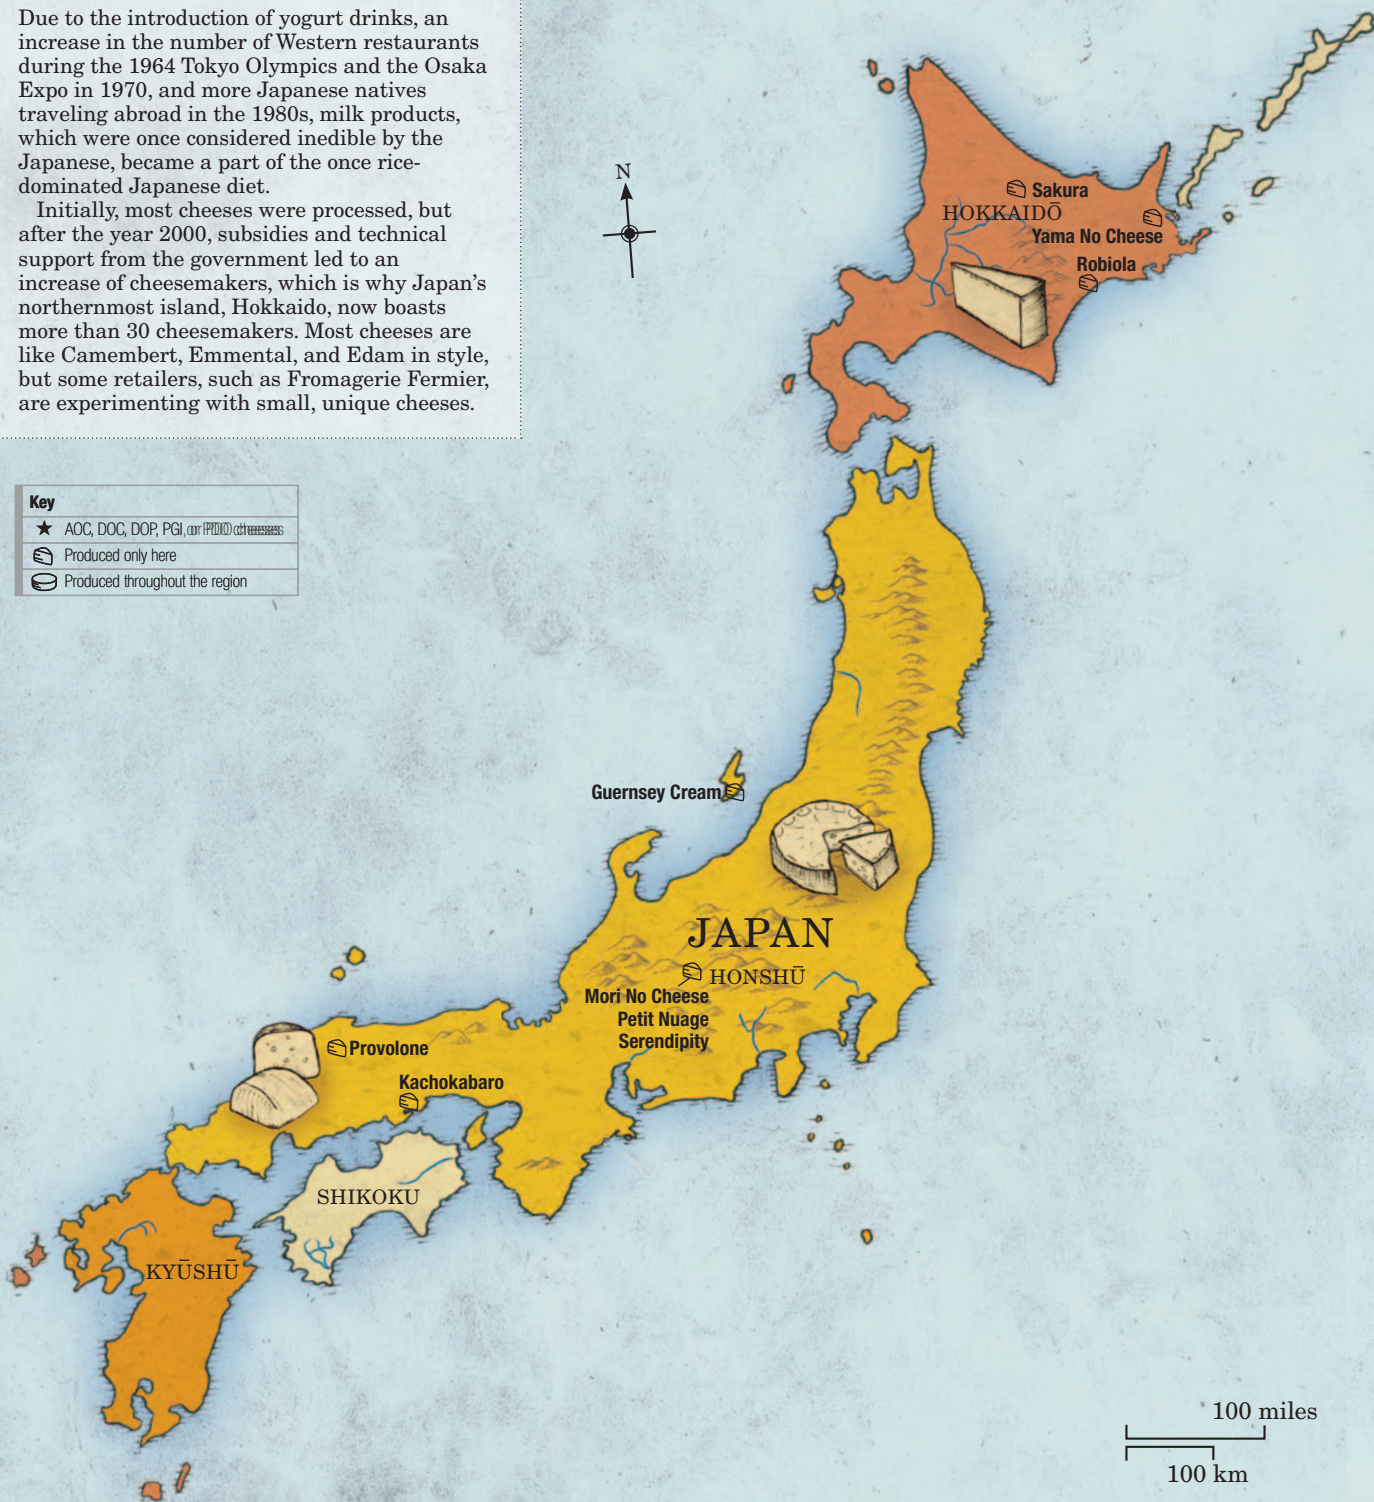 Due to the introduction of yogurt drinks, an
increase in the number of Western restaurants
during the 1964 Tokyo Olympics and the Osaka
Expo in 1970, and more Japanese natives
traveling abroad in the 1980s, milk products,
which were once considered inedible by the
Japanese, became a part of the once rice-
dominated Japanese diet.
Initially, most cheeses were processed, but
after the year 2000, subsidies and technical
support from the government led to an
increase of cheesemakers, which is why Japan's
northernmost island, Hokkaido, now boasts
more than 30 cheesemakers. Most cheeses are
like Camembert, Emmental, and Edam in style,
but some retailers, such as Fromagerie Fermier,
are experimenting with small, unique cheeses.
N
Sakura
HOKKAIDŌ
Yama No Cheese
Robiola
Key
AOC, DOC, DOP, PGI, or PDO cheeses
Produced only here
Produced throughout the region
Guernsey Cream
JAPAN
HONSHŪ
Mori No Cheese
Petit Nuage
Serendipity
Provolone
Kachokabaro
SHIKOKU
KYŪSHŪ
100 miles
100 km